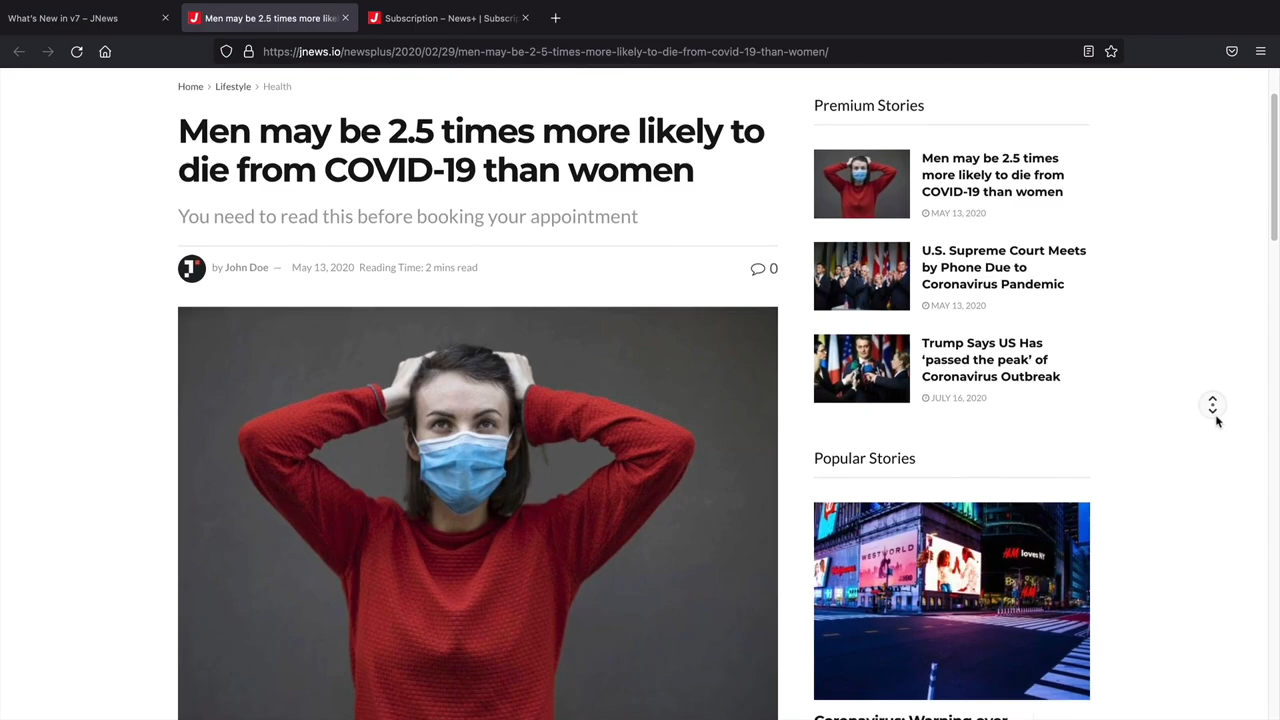 What's New in v7 – JNews
Men may be 2.5 times more like
Subscription – News+ | Subscri
https://jnews.io/newsplus/2020/02/29/men-may-be-2-5-times-more-likely-to-die-from-covid-19-than-women/
Home > Lifestyle > Health
Men may be 2.5 times more likely to
die from COVID-19 than women
You need to read this before booking your appointment
by John Doe — May 13, 2020 Reading Time: 2 mins read
0
Premium Stories
Men may be 2.5 times
more likely to die from
COVID-19 than women
MAY 13, 2020
U.S. Supreme Court Meets
by Phone Due to
Coronavirus Pandemic
MAY 13, 2020
Trump Says US Has
‘passed the peak’ of
Coronavirus Outbreak
JULY 16, 2020
Popular Stories
WESTWORLD
H&M loves NY
H&M